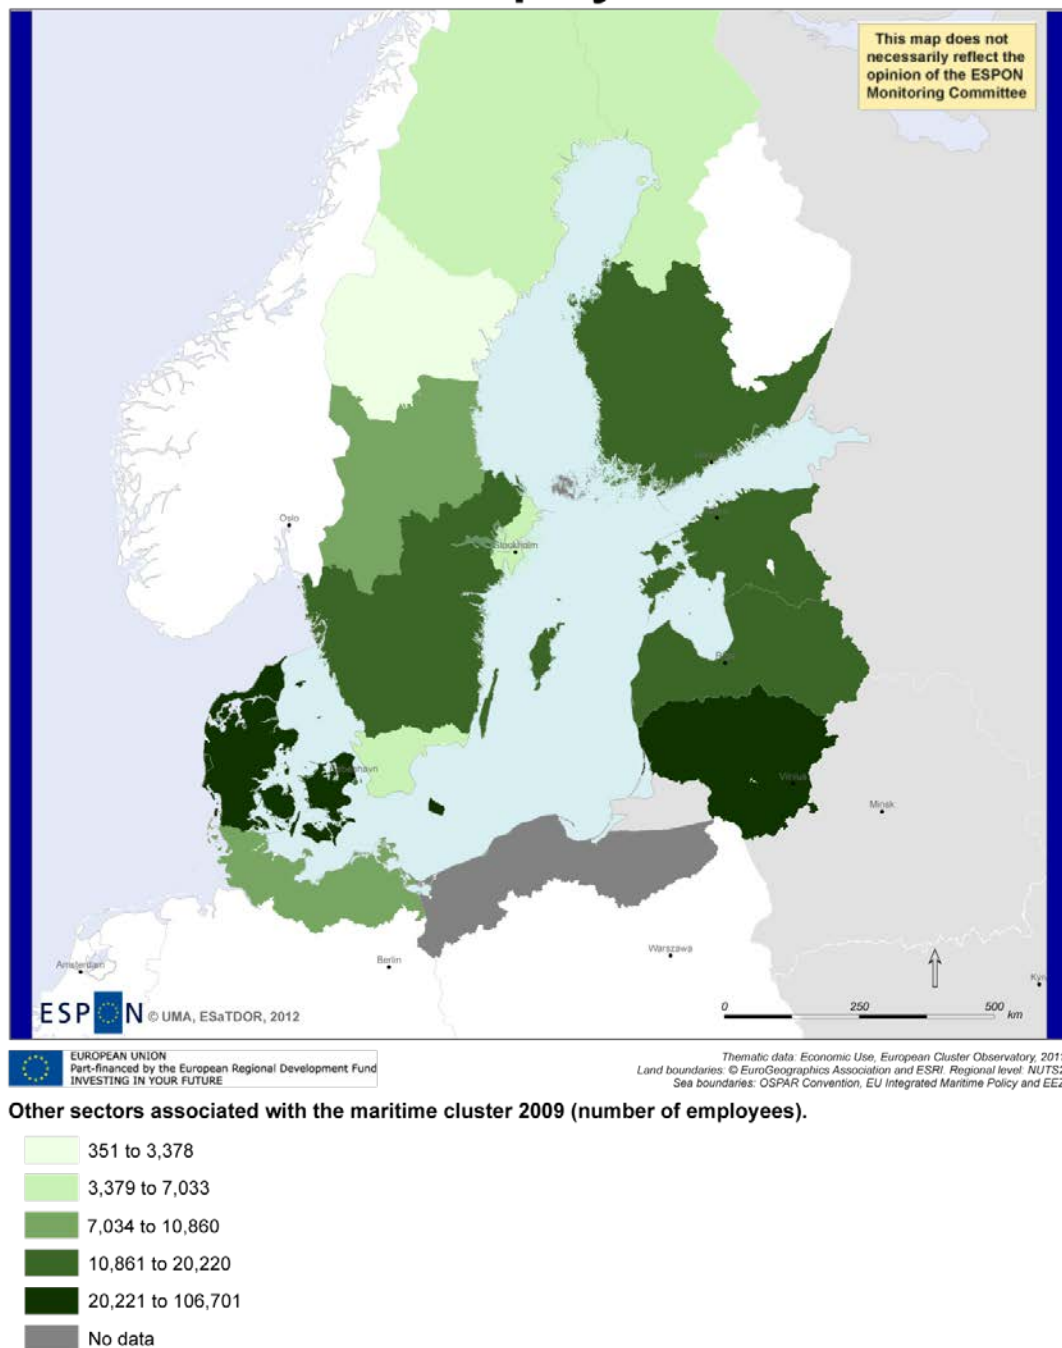 This map does not
necessarily reflect the
opinion of the ESPON
Monitoring Committee
Oslo
Stockholm
Vilnius
Minsk
Warszawa
Berlin
Amsterdam
0 250 500
km
ESPON © UMA, ESaTDOR, 2012
EUROPEAN UNION
Part-financed by the European Regional Development Fund
INVESTING IN YOUR FUTURE
Thematic data: Economic Use, European Cluster Observatory,
Land boundaries: © EuroGeographics Association and ESRI. Regional level: NUTS2
Sea boundaries: OSPAR Convention, EU Integrated Maritime Policy and EEZ
Other sectors associated with the maritime cluster 2009 (number of employees).
351 to 3,378
3,379 to 7,033
7,034 to 10,860
10,861 to 20,220
20,221 to 106,701
No data